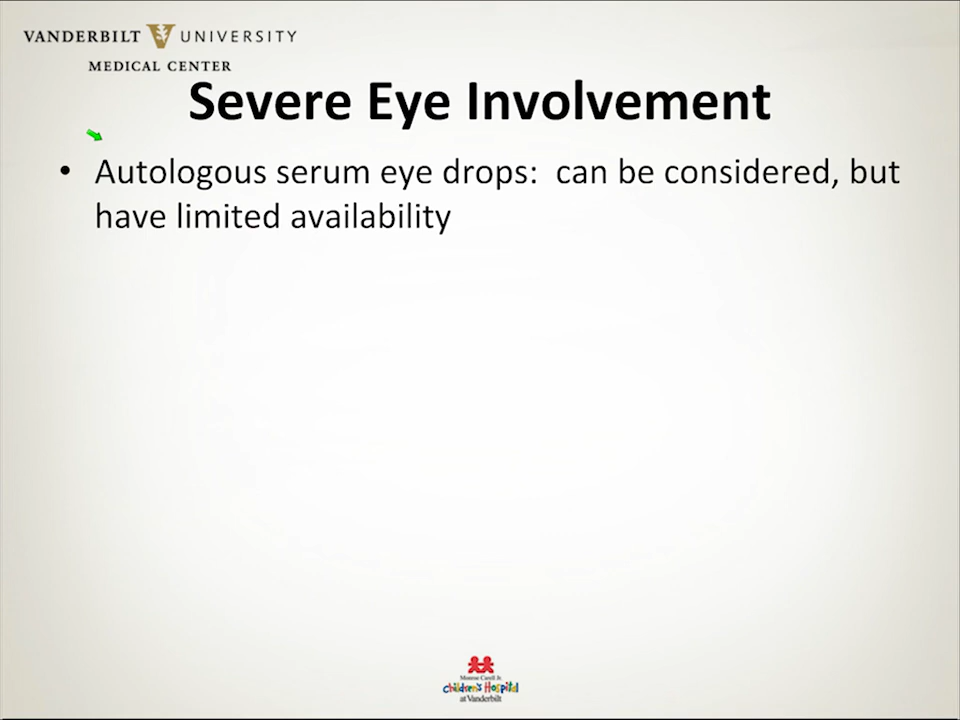 VANDERBILT UNIVERSITY
MEDICAL CENTER
Severe Eye Involvement
• Autologous serum eye drops:  can be considered, but
have limited availability
Monroe Carell Jr.
Children's Hospital
at Vanderbilt